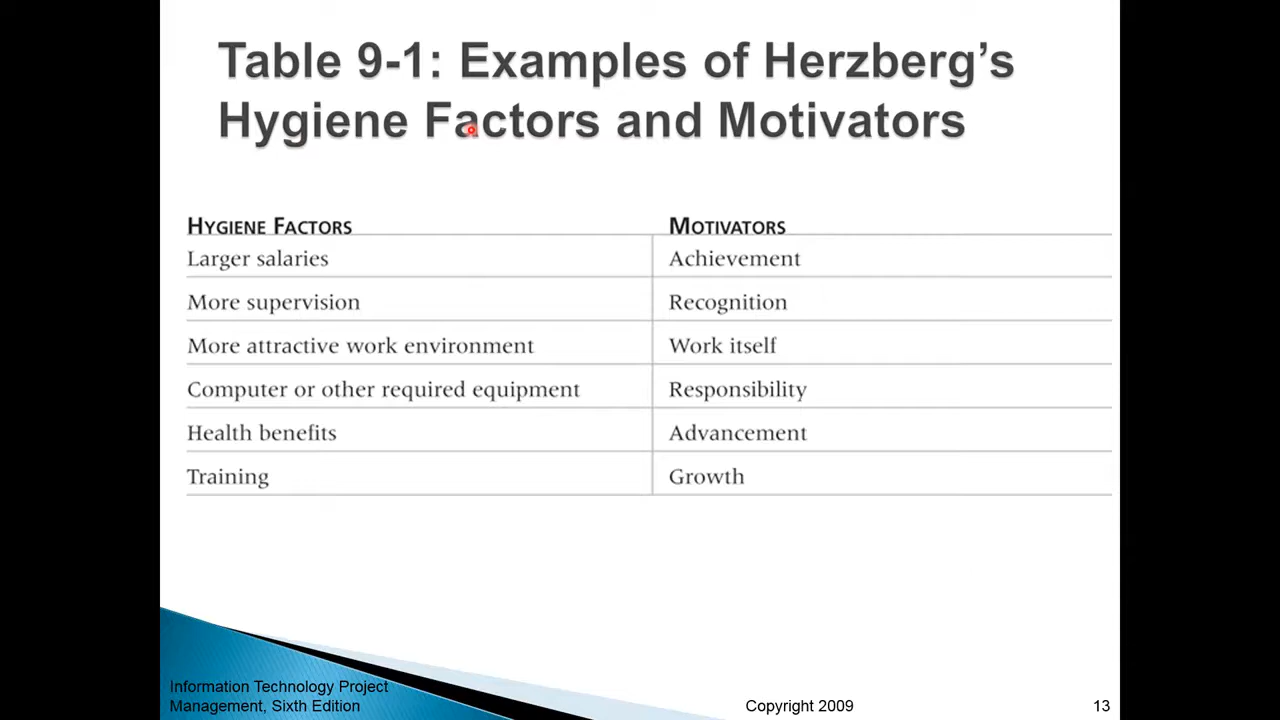 Table 9-1: Examples of Herzberg's
Hygiene Factors and Motivators
HYGIENE FACTORS MOTIVATORS
Larger salaries Achievement
More supervision Recognition
More attractive work environment Work itself
Computer or other required equipment Responsibility
Health benefits Advancement
Training Growth
Information Technology Project
Management, Sixth Edition Copyright 2009 13